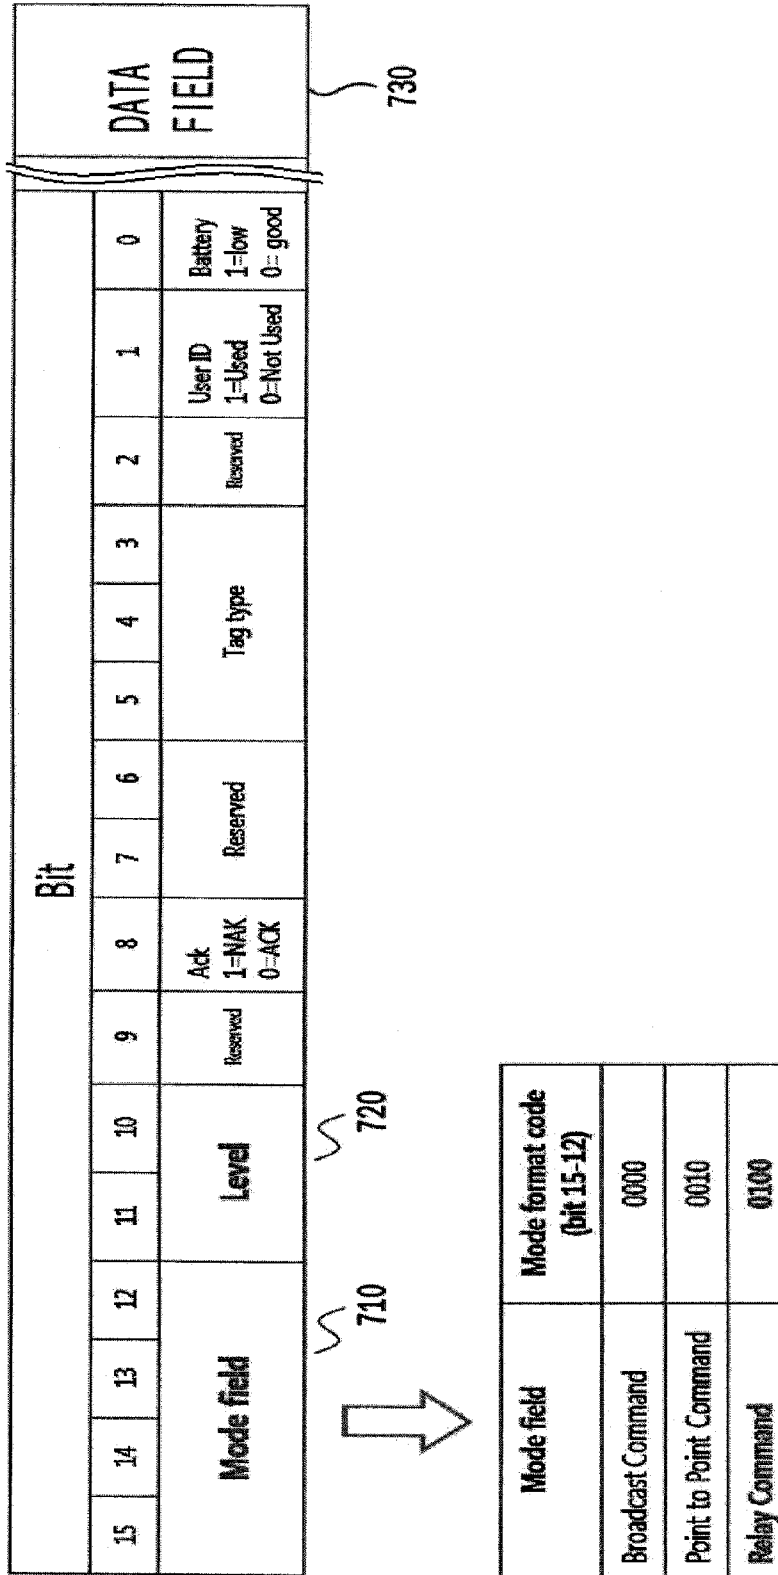 Bit
15 14 13 12 11 10 9 8 7 6 5 4 3 2 1 0
Mode field
Level
Reserved
Ack
1=NAK
0=ACK
Reserved
Tag type
Reserved
User ID
1=Used
0=Not Used
Battery
1=low
0= good
DATA
FIELD
710
720
730
Mode field
Mode format code
(bit 15-12)
Broadcast Command 0000
Point to Point Command 0010
Relay Command 0100